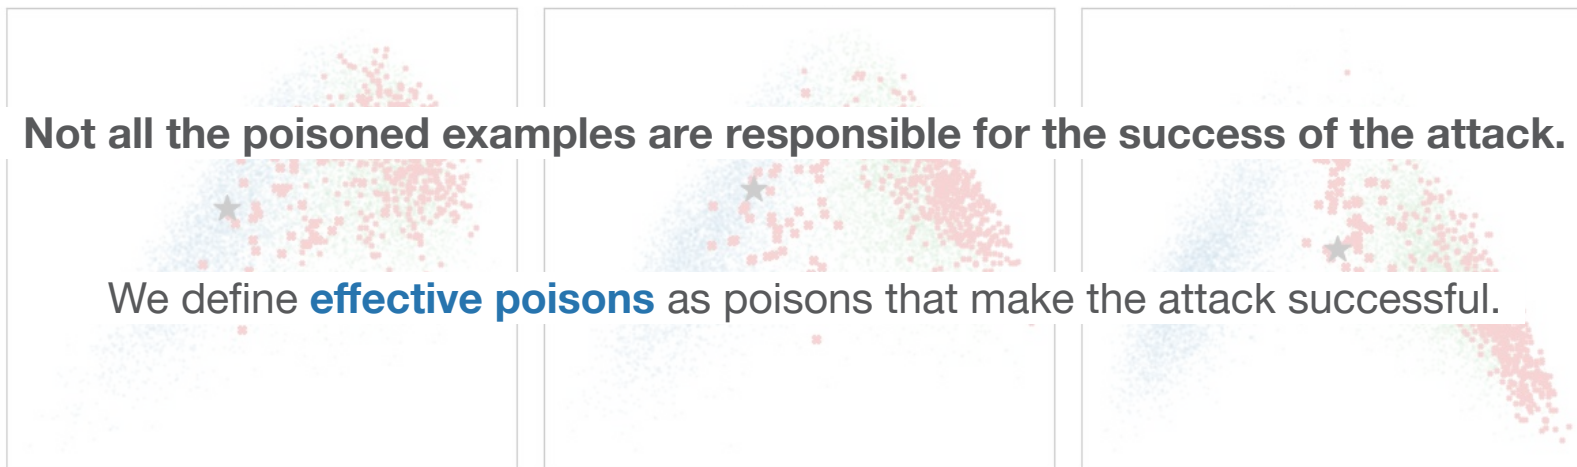 Not all the poisoned examples are responsible for the success of the attack.
We define effective poisons as poisons that make the attack successful.